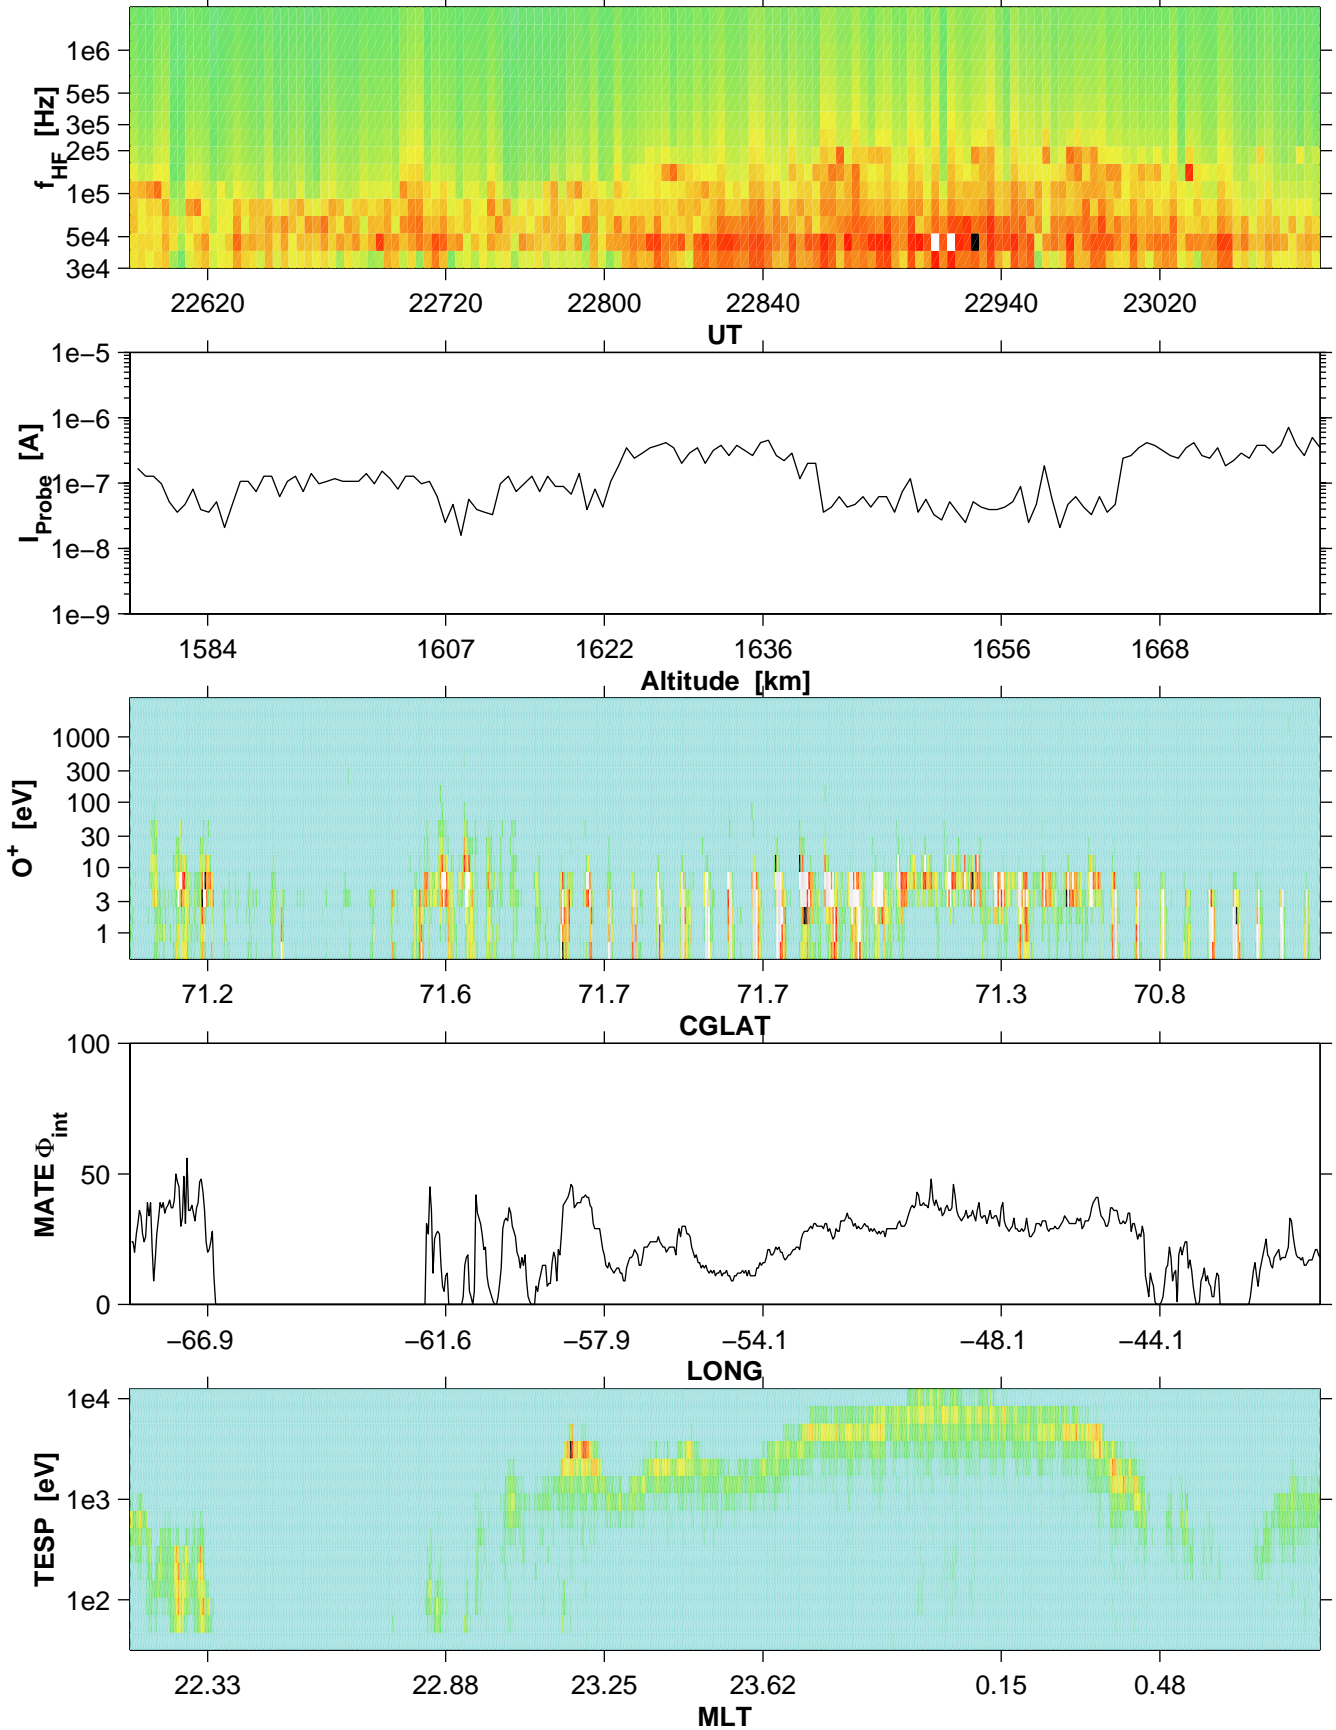 1e6
5e5
3e5
2e5
1e5
5e4
3e4
f_HF [Hz]
22620 22720 22800 22840 22940 23020
UT
1e−5
1e−6
1e−7
1e−8
1e−9
I_Probe [A]
1584 1607 1622 1636 1656 1668
Altitude [km]
1000
300
100
30
10
3
1
O⁺ [eV]
71.2 71.6 71.7 71.7 71.3 70.8
CGLAT
100
50
0
MATE Φ_int
−66.9 −61.6 −57.9 −54.1 −48.1 −44.1
LONG
1e4
1e3
1e2
TESP [eV]
22.33 22.88 23.25 23.62 0.15 0.48
MLT